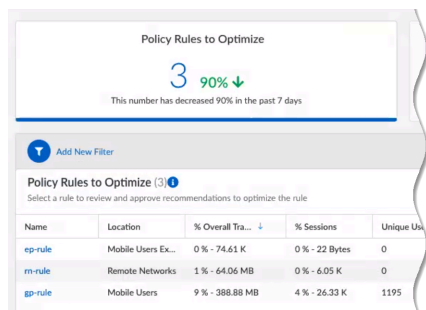 Policy Rules to Optimize
3 90% ↓
This number has decreased 90% in the past 7 days
Add New Filter
Policy Rules to Optimize (3)
Select a rule to review and approve recommendations to optimize the rule
Name Location % Overall Tra... ↓ % Sessions Unique Use
ep-rule Mobile Users Ex... 0 % - 74.61 K 0 % - 22 Bytes 0
rn-rule Remote Networks 1 % - 64.06 MB 0 % - 6.05 K 0
gp-rule Mobile Users 9 % - 388.88 MB 4 % - 26.33 K 1195